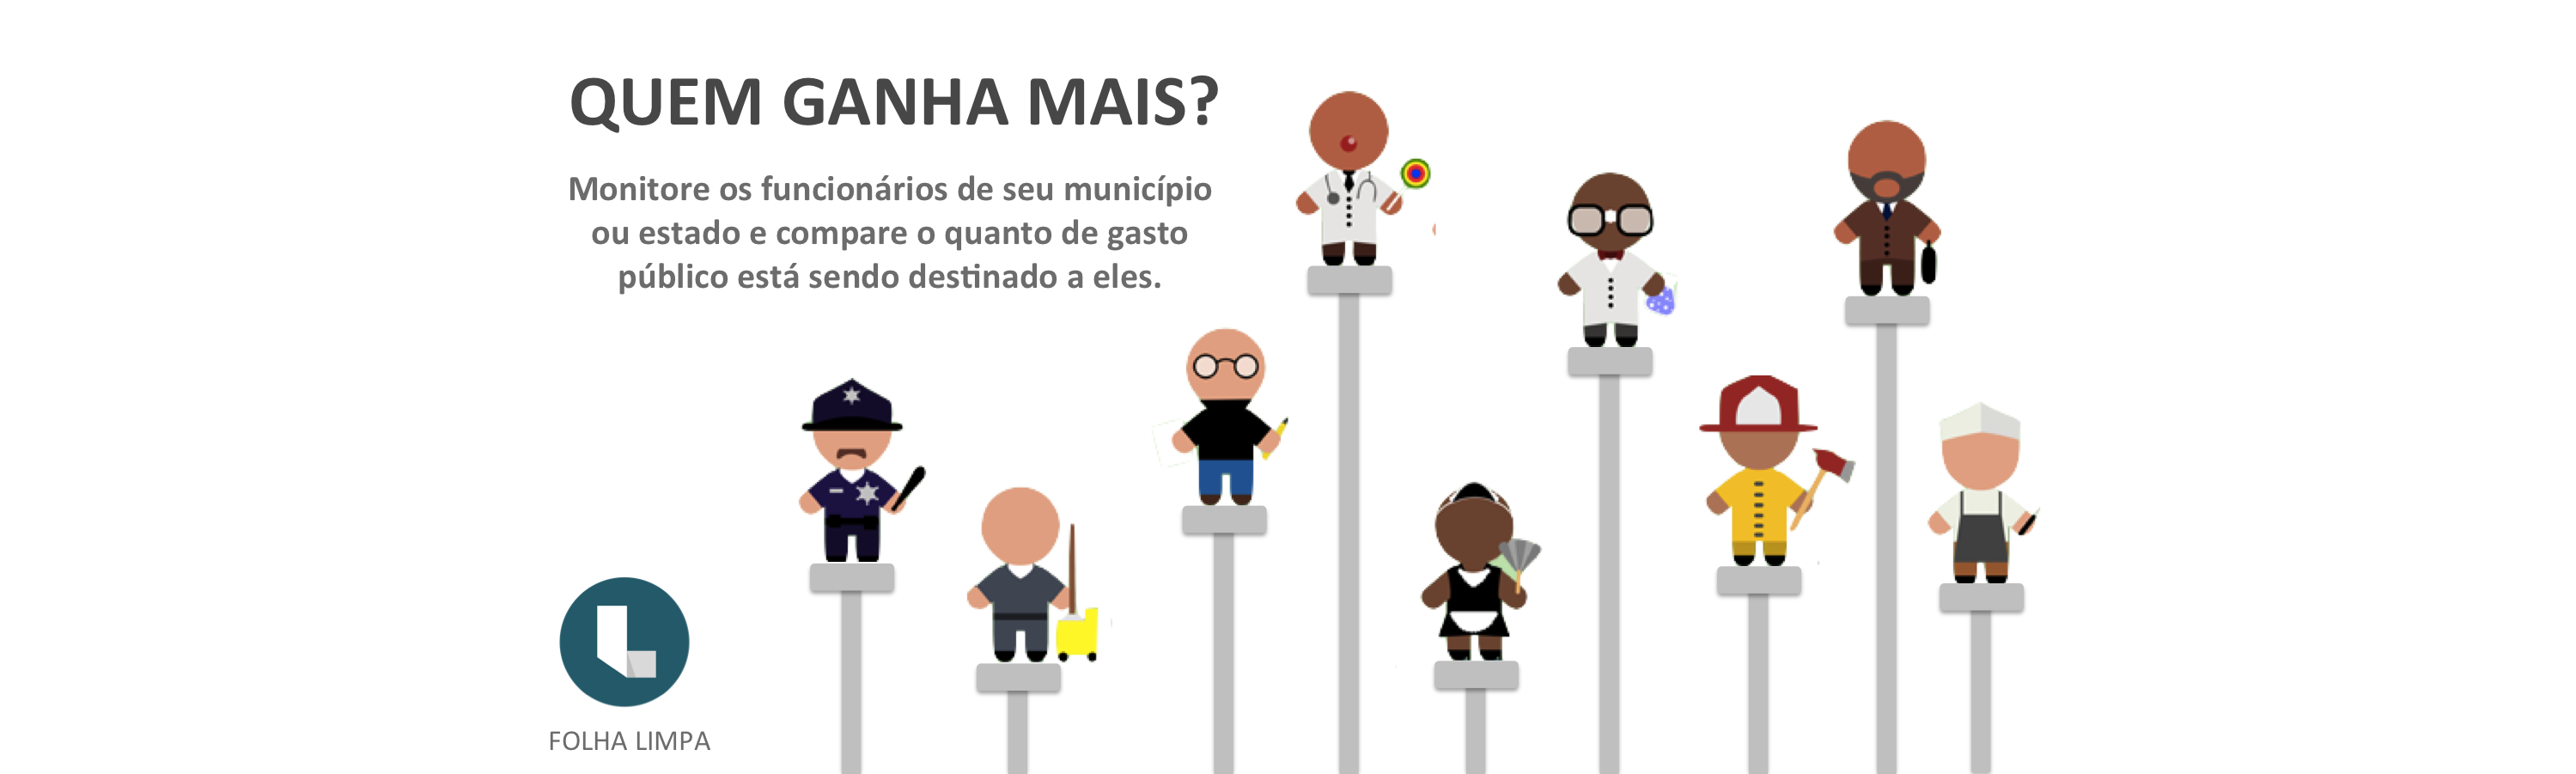 QUEM GANHA MAIS?
Monitore os funcionários de seu município
ou estado e compare o quanto de gasto
público está sendo destinado a eles.
FOLHA LIMPA